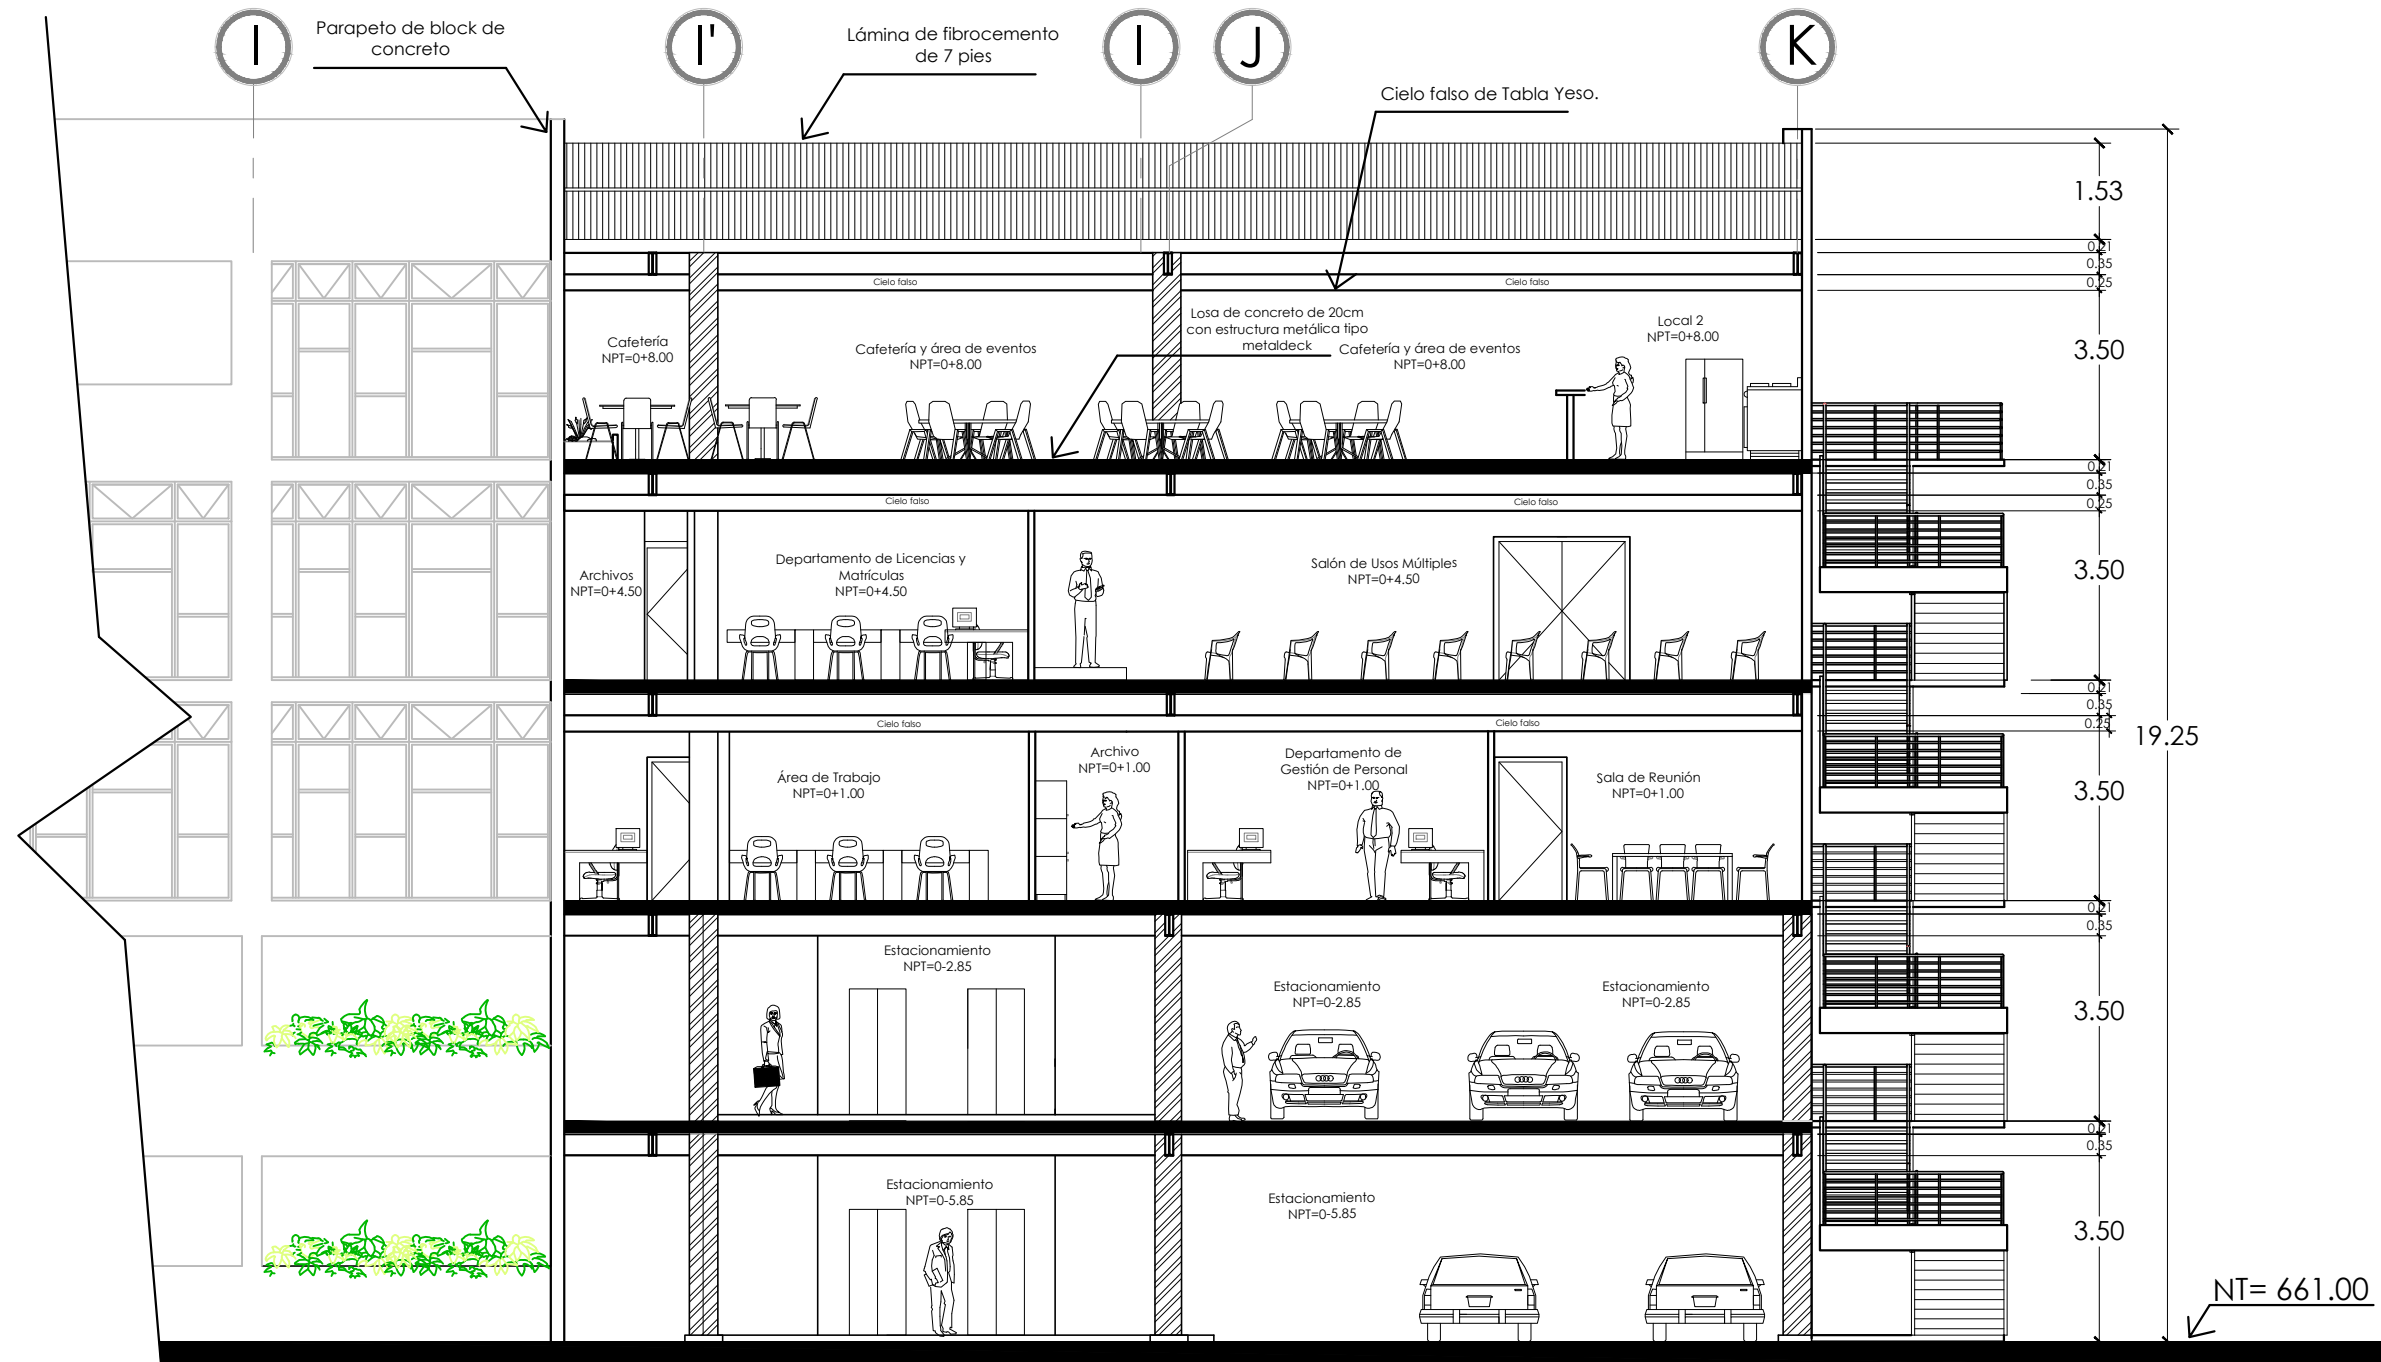 I
Parapeto de block de
concreto
I'
Lámina de fibrocemento
de 7 pies
I
J
K
Cielo falso de Tabla Yeso.
1.53
0.21
0.35
0.25
Cielo falso
Cielo falso
Losa de concreto de 20cm
con estructura metálica tipo
metaldeck
Cafetería
NPT=0+8.00
Cafetería y área de eventos
NPT=0+8.00
Cafetería y área de eventos
NPT=0+8.00
Local 2
NPT=0+8.00
3.50
0.21
0.35
0.25
Cielo falso
Cielo falso
Archivos
NPT=0+4.50
Departamento de Licencias y
Matrículas
NPT=0+4.50
Salón de Usos Múltiples
NPT=0+4.50
3.50
0.21
0.35
0.25
Cielo falso
Cielo falso
19.25
Área de Trabajo
NPT=0+1.00
Archivo
NPT=0+1.00
Departamento de
Gestión de Personal
NPT=0+1.00
Sala de Reunión
NPT=0+1.00
3.50
0.21
0.35
Estacionamiento
NPT=0-2.85
Estacionamiento
NPT=0-2.85
Estacionamiento
NPT=0-2.85
3.50
0.21
0.35
Estacionamiento
NPT=0-5.85
Estacionamiento
NPT=0-5.85
3.50
NT= 661.00